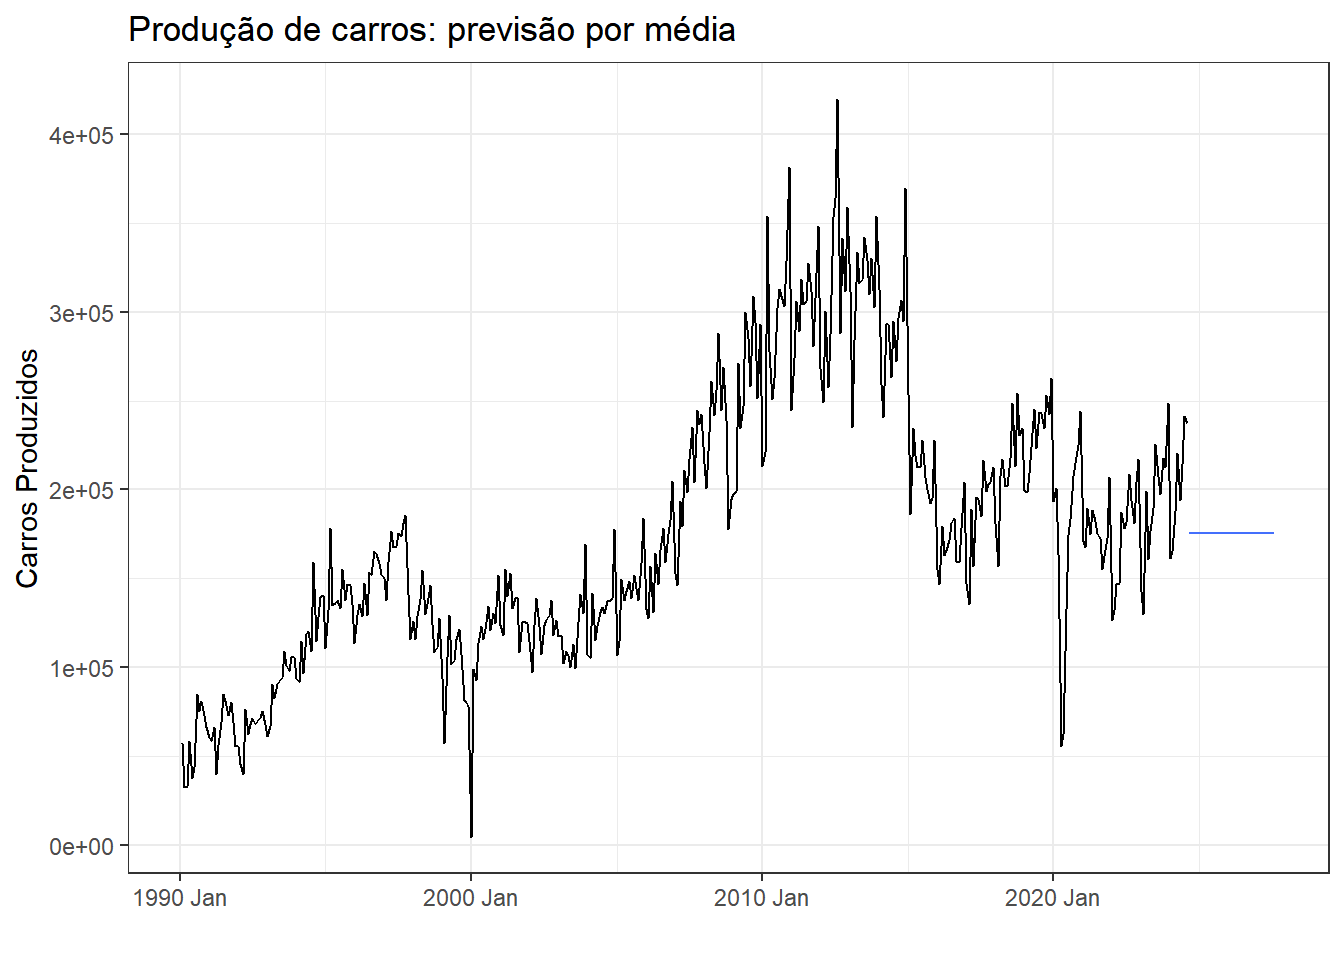 Produção de carros: previsão por média
Carros Produzidos
4e+05
3e+05
2e+05
1e+05
0e+00
1990 Jan
2000 Jan
2010 Jan
2020 Jan